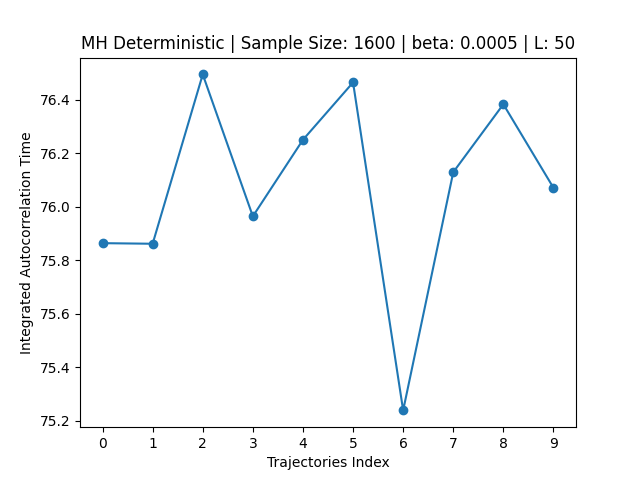 MH Deterministic | Sample Size: 1600 | beta: 0.0005 | L: 50
Integrated Autocorrelation Time
76.4
76.2
76.0
75.8
75.6
75.4
75.2
0 1 2 3 4 5 6 7 8 9
Trajectories Index